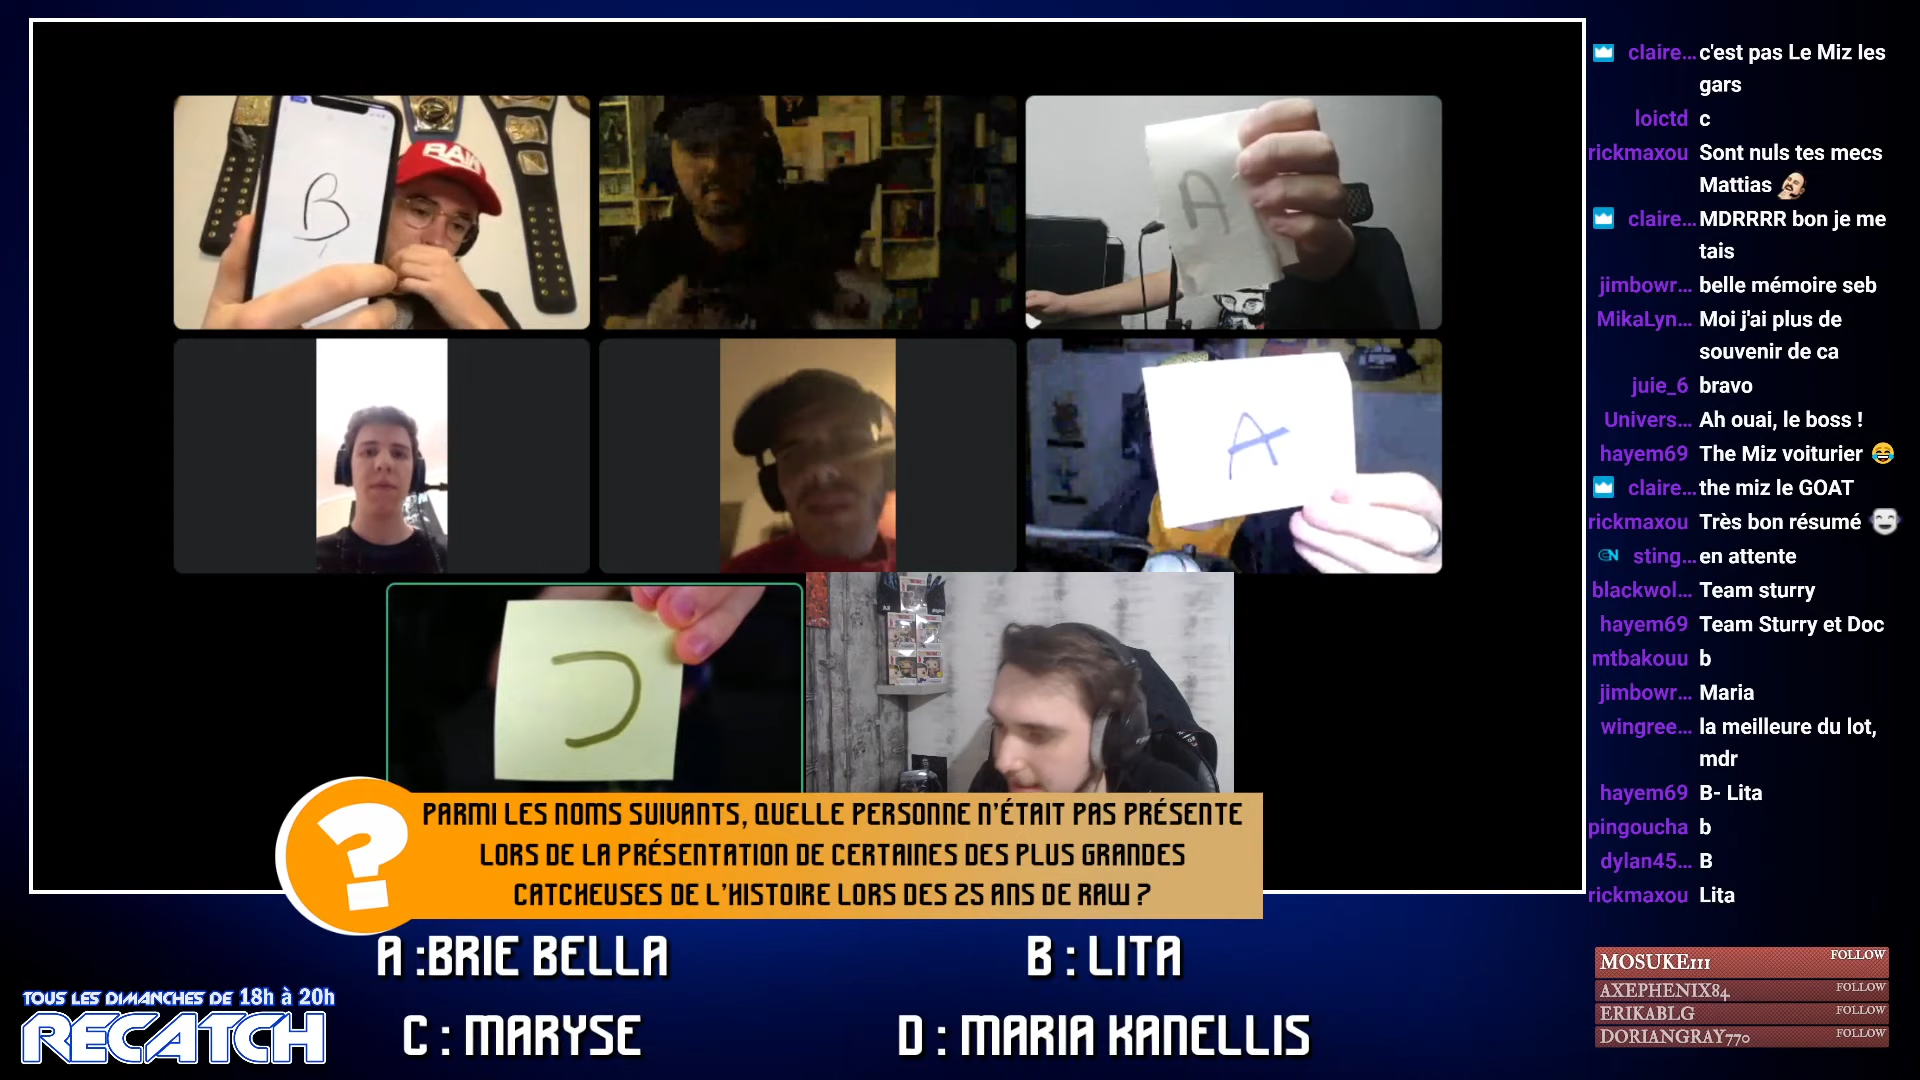 B
RAW
A
A
C
PARMI LES NOMS SUIVANTS, QUELLE PERSONNE N'ÉTAIT PAS PRÉSENTE
LORS DE LA PRÉSENTATION DE CERTAINES DES PLUS GRANDES
CATCHEUSES DE L'HISTOIRE LORS DES 25 ANS DE RAW ?
?
A :BRIE BELLA
B : LITA
C : MARYSE
D : MARIA KANELLIS
TOUS LES DIMANCHES DE 18h à 20h
RECATCH
claire… c'est pas Le Miz les
gars
loictd c
rickmaxou Sont nuls tes mecs
Mattias
claire… MDRRRR bon je me
tais
jimbowr… belle mémoire seb
MikaLyn… Moi j'ai plus de
souvenir de ca
juie_6 bravo
Univers… Ah ouai, le boss !
hayem69 The Miz voiturier 😂
claire… the miz le GOAT
rickmaxou Très bon résumé
sting… en attente
blackwol… Team sturry
hayem69 Team Sturry et Doc
mtbakouu b
jimbowr… Maria
wingree… la meilleure du lot,
mdr
hayem69 B- Lita
pingoucha b
dylan45… B
rickmaxou Lita
MOSUKE111 FOLLOW
AXEPHENIX84 FOLLOW
ERIKABLG FOLLOW
DORIANGRAY770 FOLLOW